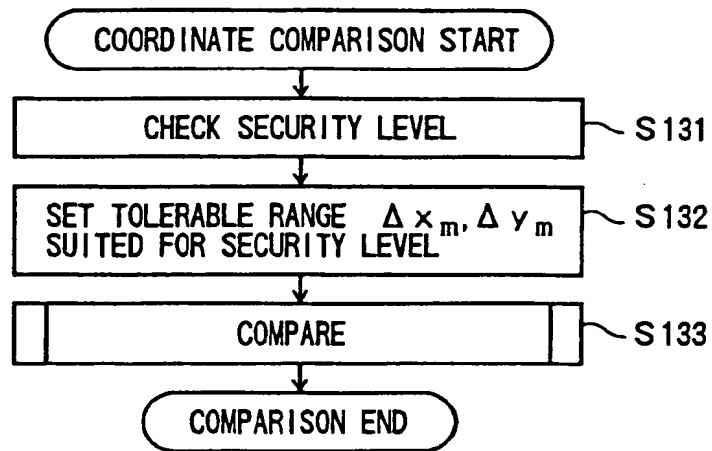 COORDINATE COMPARISON START
CHECK SECURITY LEVEL
S131
SET TOLERABLE RANGE Δxm, Δym
SUITED FOR SECURITY LEVEL
S132
COMPARE
S133
COMPARISON END